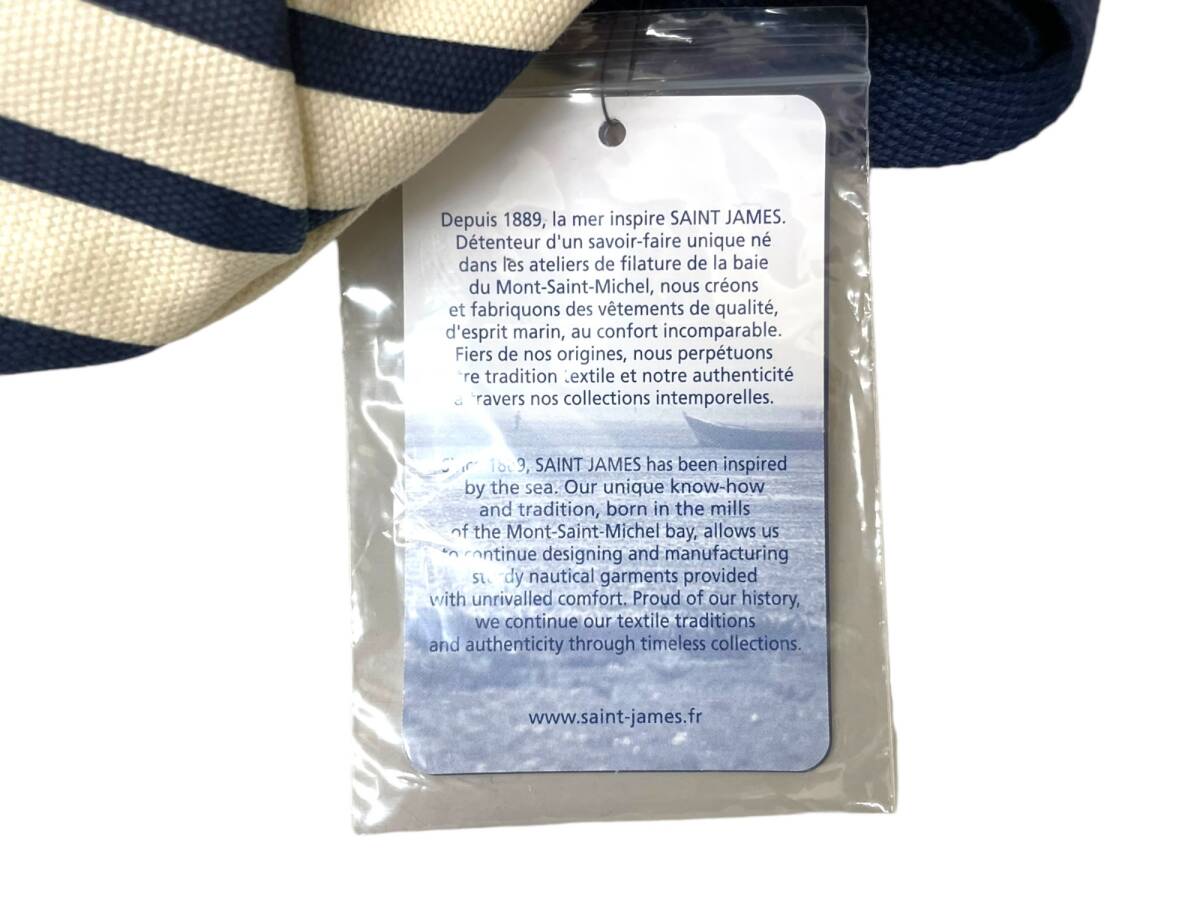 Depuis 1889, la mer inspire SAINT JAMES.
Détenteur d'un savoir-faire unique né
dans les ateliers de filature de la baie
du Mont-Saint-Michel, nous créons
et fabriquons des vêtements de qualité,
d'esprit marin, au confort incomparable.
Fiers de nos origines, nous perpétuons
tradition textile et notre authenticité
à travers nos collections intemporelles.
Since 1889, SAINT JAMES has been inspired
by the sea. Our unique know-how
and tradition, born in the mills
of the Mont-Saint-Michel bay, allows us
to continue designing and manufacturing
sturdy nautical garments provided
with unrivalled comfort. Proud of our history,
we continue our textile traditions
and authenticity through timeless collections.
www.saint-james.fr